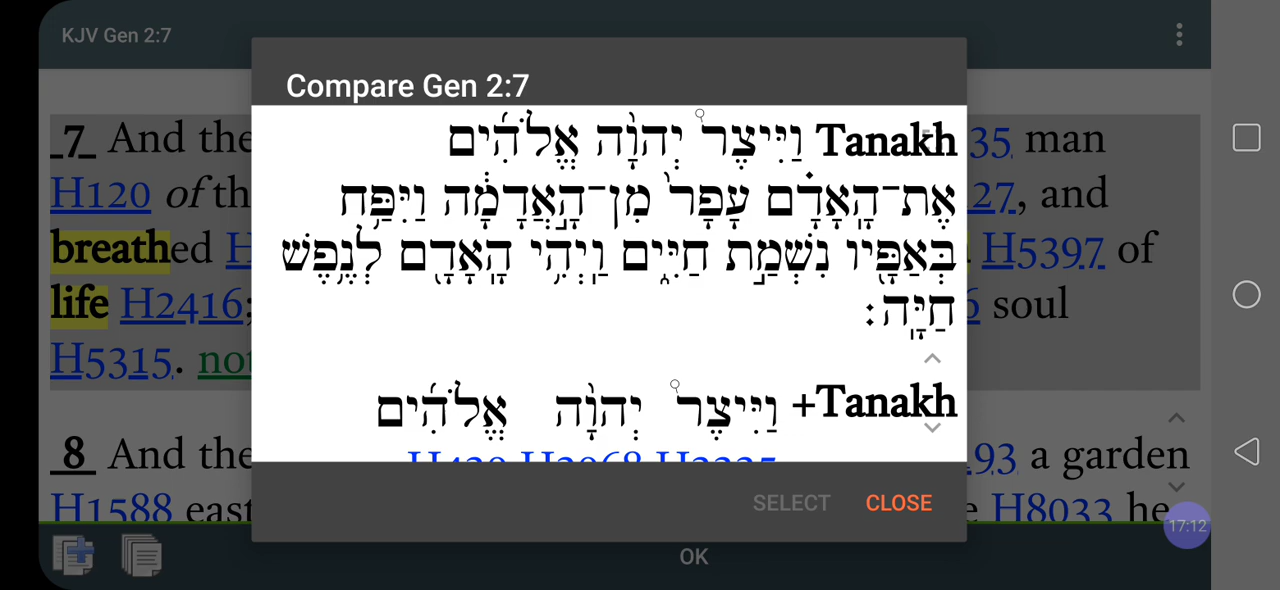 KJV Gen 2:7
Compare Gen 2:7
Tanakh וַיִּיצֶר֩ יְהוָ֨ה אֱלֹהִ֜ים
אֶת־הָֽאָדָ֗ם עָפָר֙ מִן־הָ֣אֲדָמָ֔ה וַיִּפַּ֥ח
בְּאַפָּ֖יו נִשְׁמַ֣ת חַיִּ֑ים וַֽיְהִ֥י הָֽאָדָ֖ם לְנֶ֥פֶשׁ
חַיָּֽה׃
Tanakh+ וַיִּיצֶר֩ יְהוָ֨ה אֱלֹהִ֜ים
SELECT CLOSE
7 And the 35 man
H120 of th 27, and
breathed H H5397 of
life H2416; 6 soul
H5315. not
8 And the 93 a garden
H1588 east e H8033 he
OK
17:12